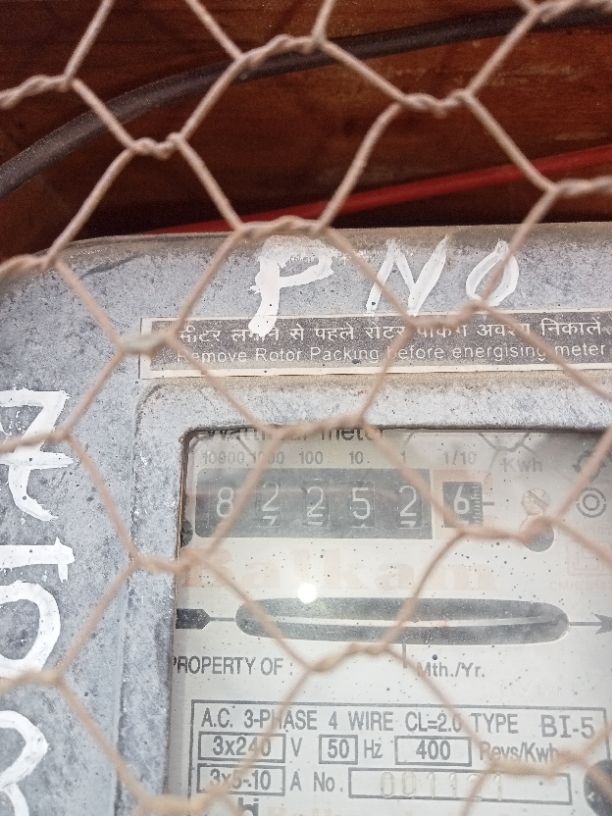 PNO
मीटर लगाने से पहले रोटर पैकिंग अवश्य निकालें
Remove Rotor Packing before energising meter
10000 1000 100 10 1 1/10 Kwh
8 2 2 5 2 6
PROPERTY OF :
Mth./Yr.
A.C. 3-PHASE 4 WIRE CL=2.0 TYPE BI-5
3x240 V 50 Hz 400 Revs/Kwh
3x5-10 A No.